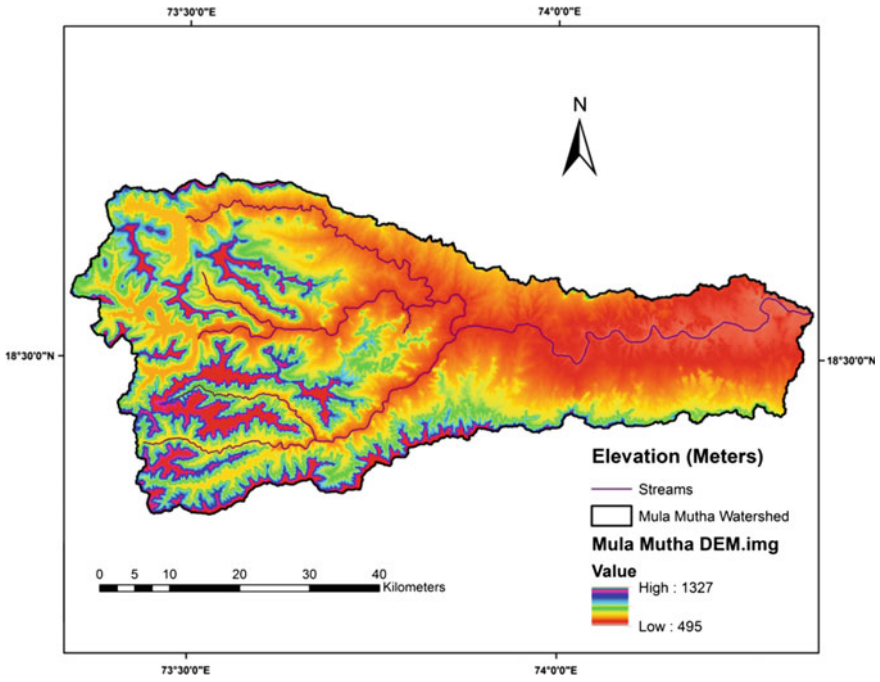 73°30'0"E 74°0'0"E
N
18°30'0"N 18°30'0"N
Elevation (Meters)
Streams
Mula Mutha Watershed
Mula Mutha DEM.img
Value
High : 1327
Low : 495
0 5 10 20 30 40
Kilometers
73°30'0"E 74°0'0"E